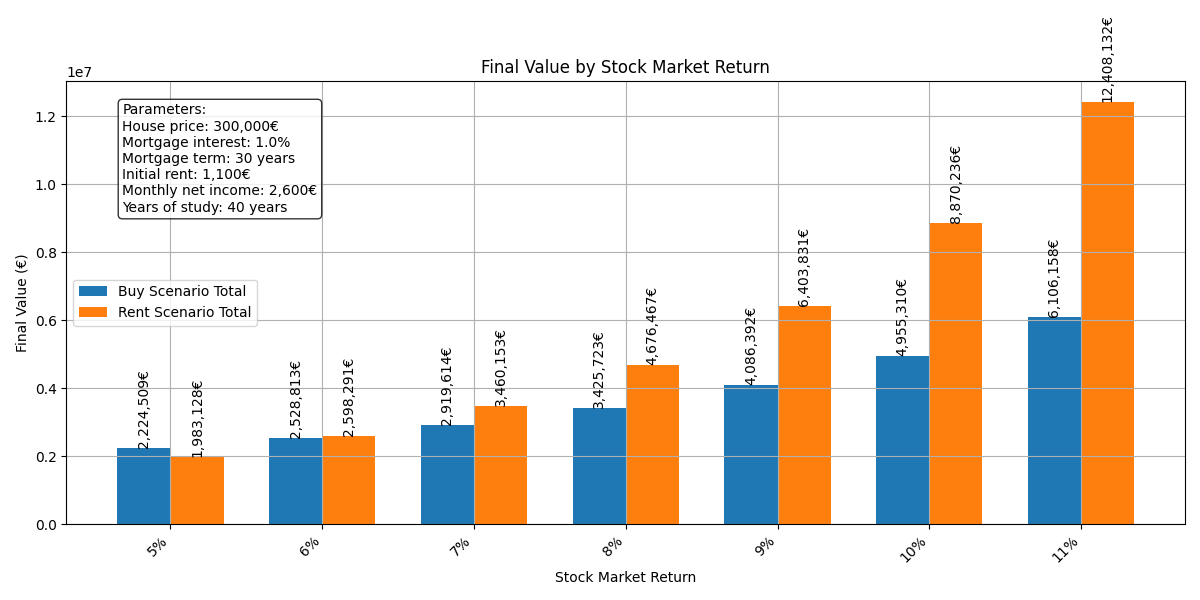 Final Value by Stock Market Return
1e7
Final Value (€)
1.2
1.0
0.8
0.6
0.4
0.2
0.0
Parameters:
House price: 300,000€
Mortgage interest: 1.0%
Mortgage term: 30 years
Initial rent: 1,100€
Monthly net income: 2,600€
Years of study: 40 years
Buy Scenario Total
Rent Scenario Total
2,224,509€
1,983,128€
2,528,813€
2,598,291€
2,919,614€
3,460,153€
3,425,723€
4,676,467€
4,086,392€
6,403,831€
4,955,310€
8,870,236€
6,106,158€
12,408,132€
5%
6%
7%
8%
9%
10%
11%
Stock Market Return